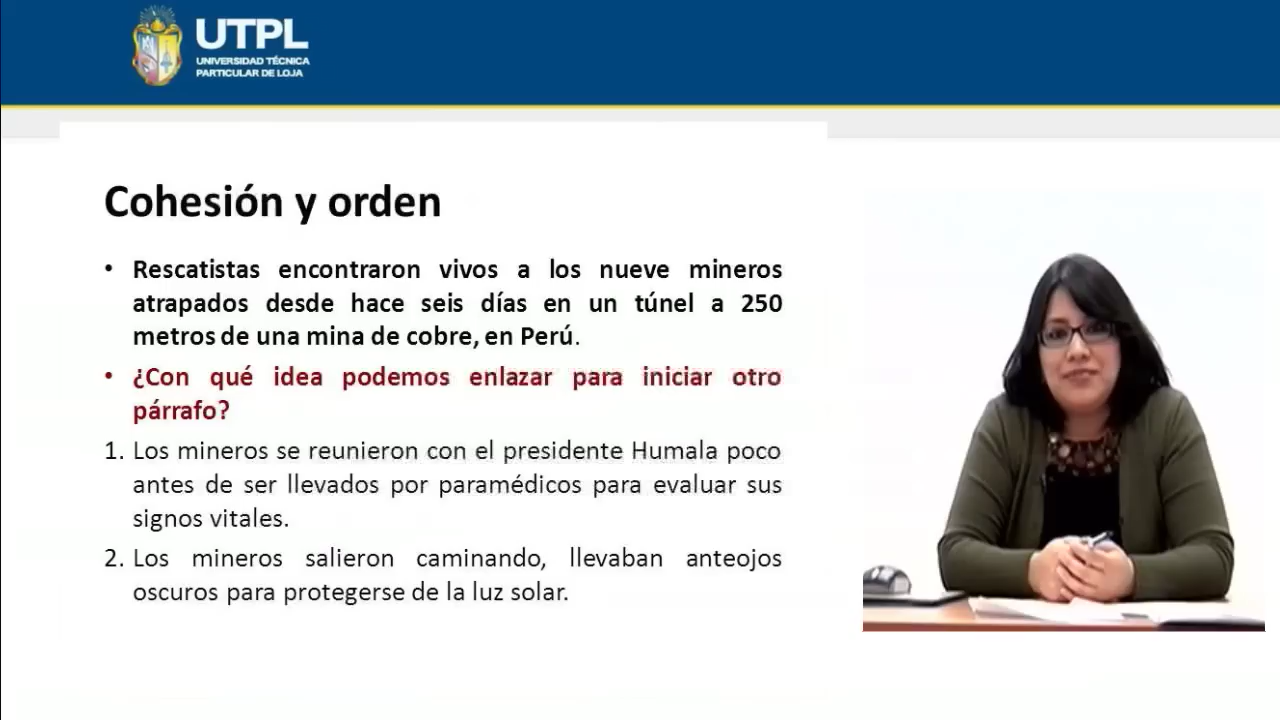 UTPL
UNIVERSIDAD TÉCNICA
PARTICULAR DE LOJA
Cohesión y orden
• Rescatistas encontraron vivos a los nueve mineros
atrapados desde hace seis días en un túnel a 250
metros de una mina de cobre, en Perú.
• ¿Con qué idea podemos enlazar para iniciar otro
párrafo?
1. Los mineros se reunieron con el presidente Humala poco
antes de ser llevados por paramédicos para evaluar sus
signos vitales.
2. Los mineros salieron caminando, llevaban anteojos
oscuros para protegerse de la luz solar.